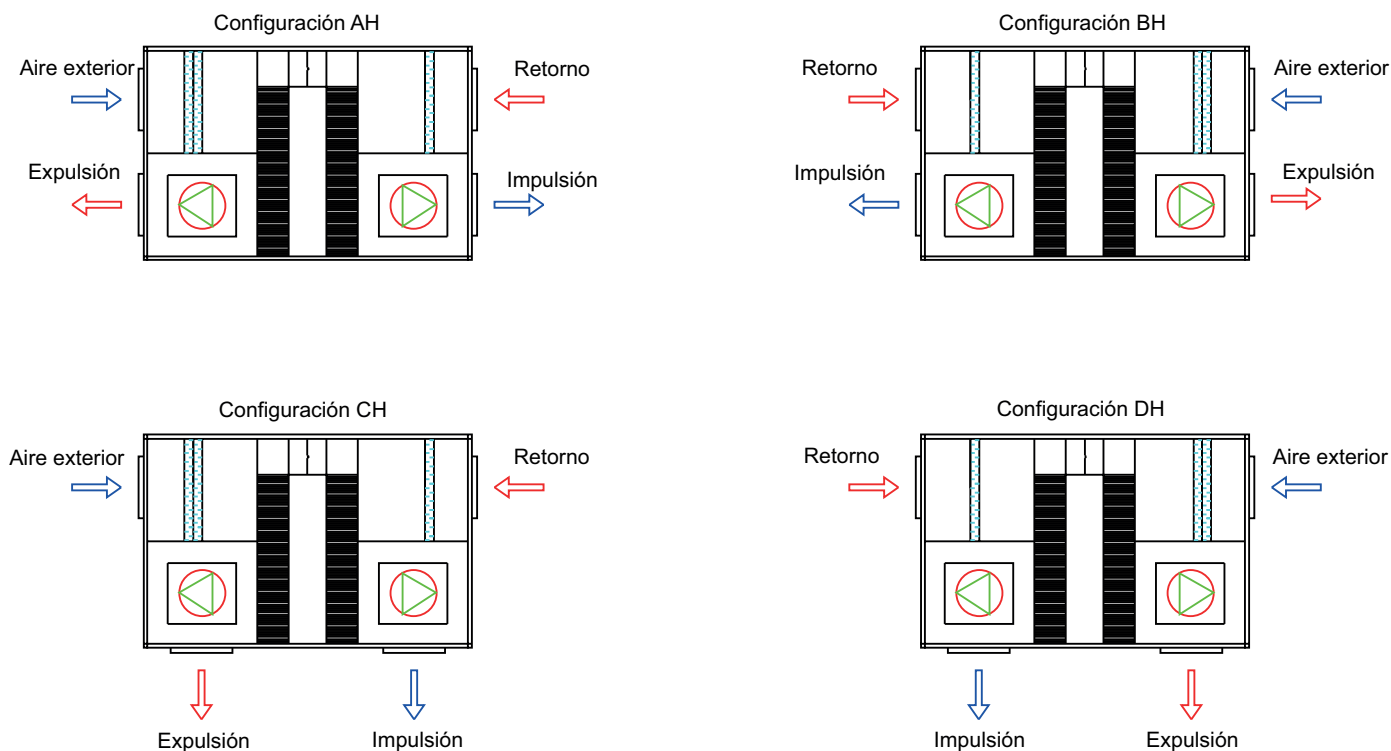 Configuración AH
Aire exterior
Retorno
Expulsión
Impulsión
Configuración BH
Retorno
Aire exterior
Impulsión
Expulsión
Configuración CH
Aire exterior
Retorno
Expulsión
Impulsión
Configuración DH
Retorno
Aire exterior
Impulsión
Expulsión